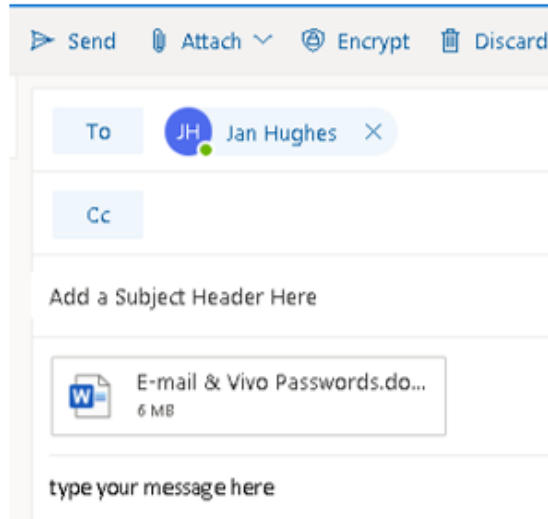 Send Attach Encrypt Discard
To JH Jan Hughes
Cc
Add a Subject Header Here
W E-mail & Vivo Passwords.do...
6 MB
type your message here